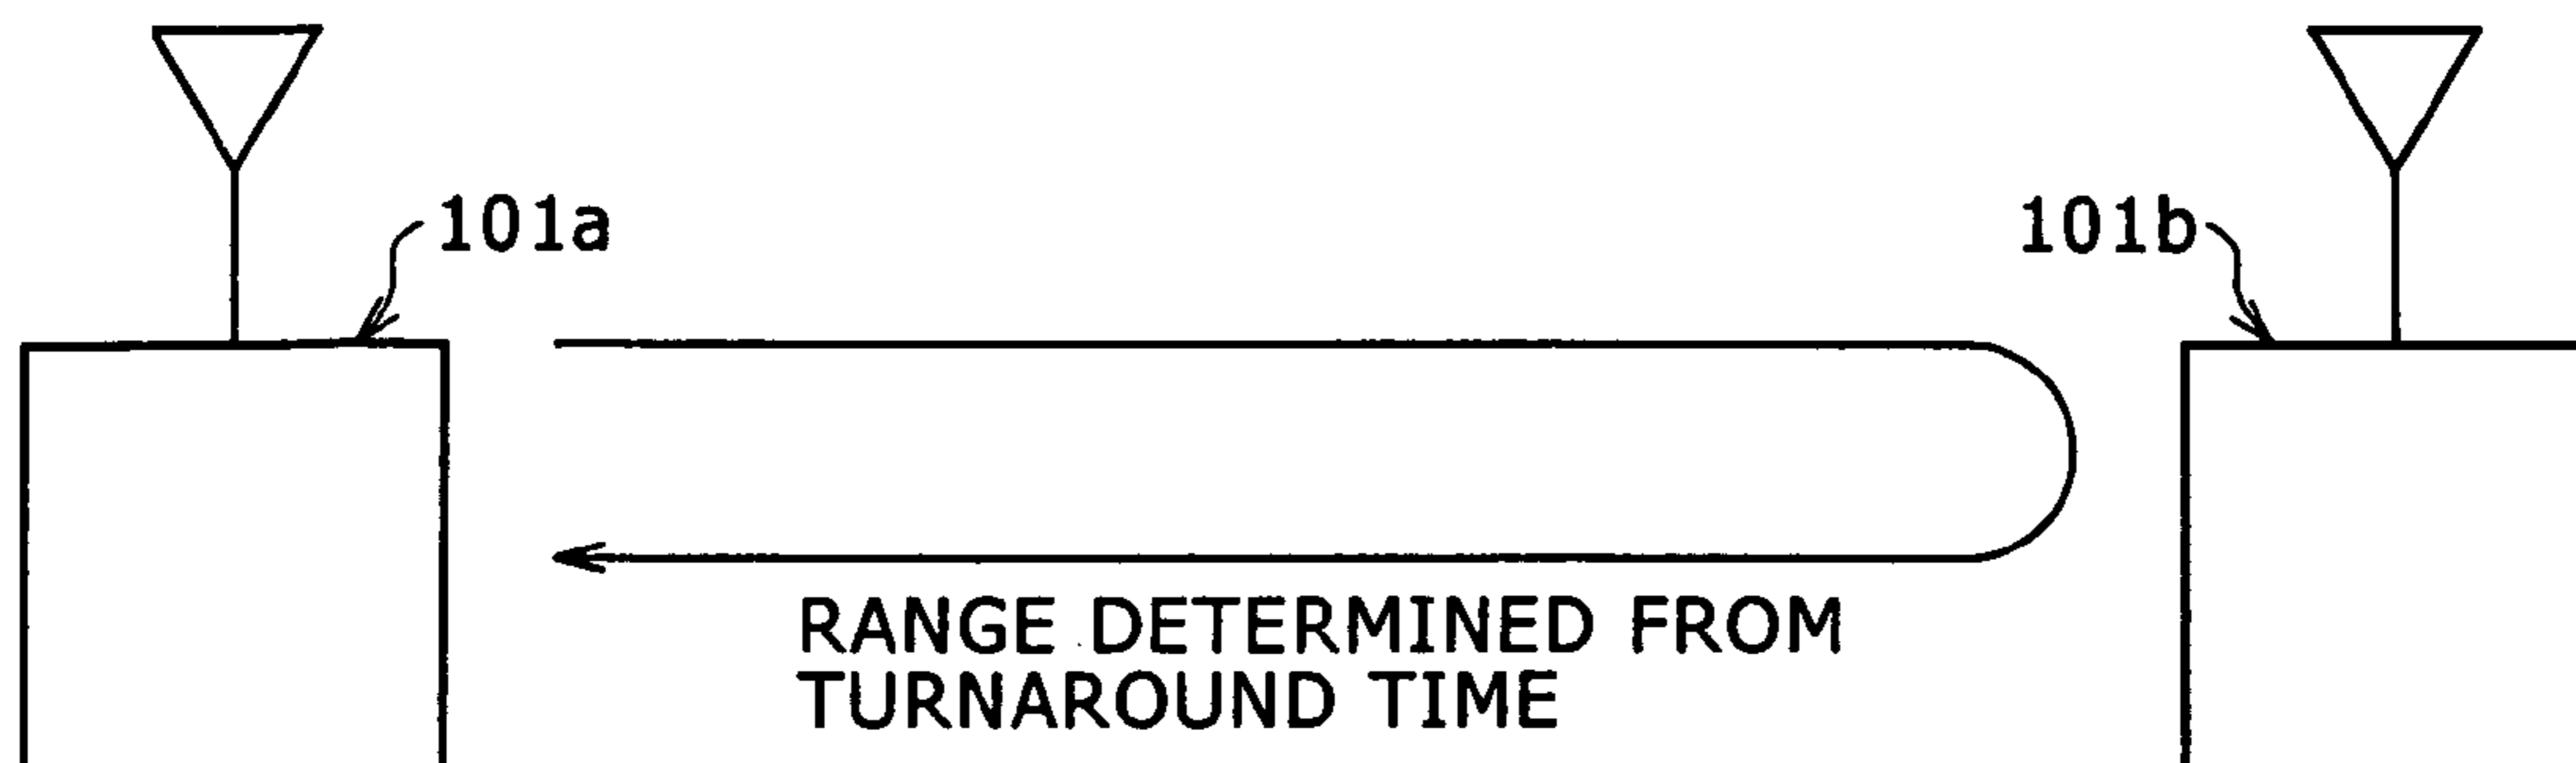 101a
101b
RANGE DETERMINED FROM
TURNAROUND TIME